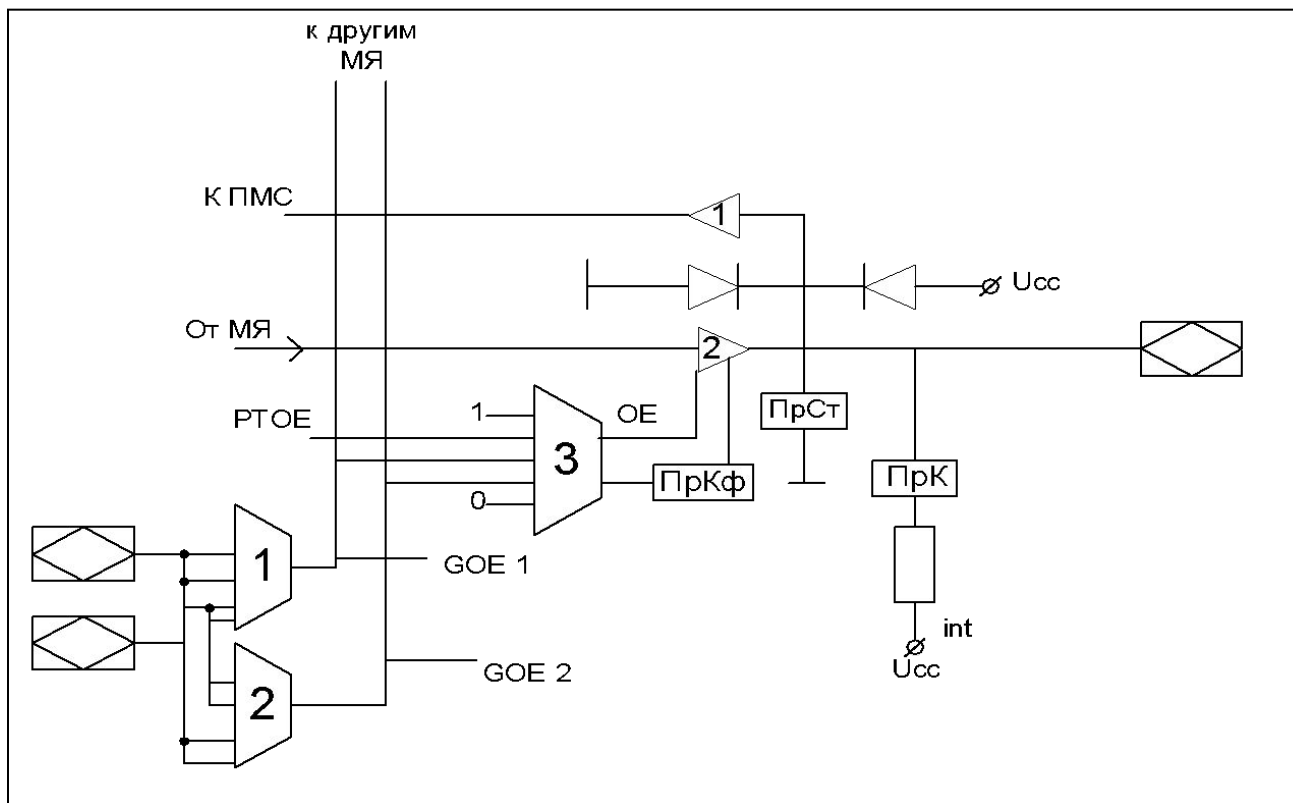 к другим
МЯ
К ПМС
1
Ucc
От МЯ
2
1
OE
ПрСт
PTOE
3
ПрКф
ПрК
0
1
GOE 1
int
Ucc
GOE 2
2